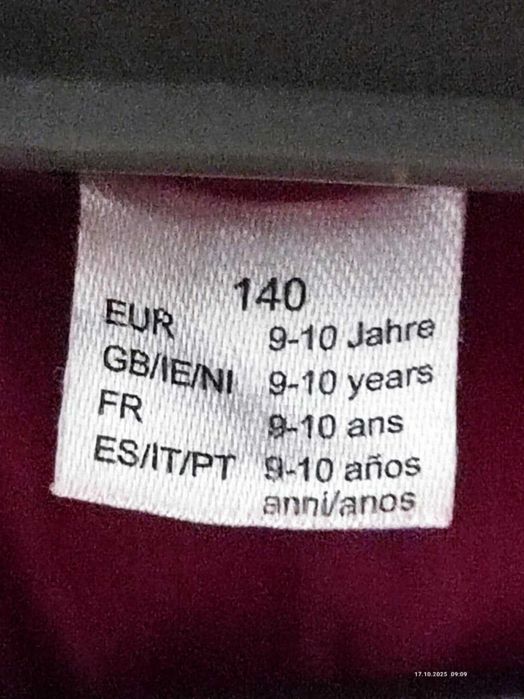 140
EUR 9-10 Jahre
GB/IE/NI 9-10 years
FR 9-10 ans
ES/IT/PT 9-10 años
anni/anos
17.10.2025 09:09